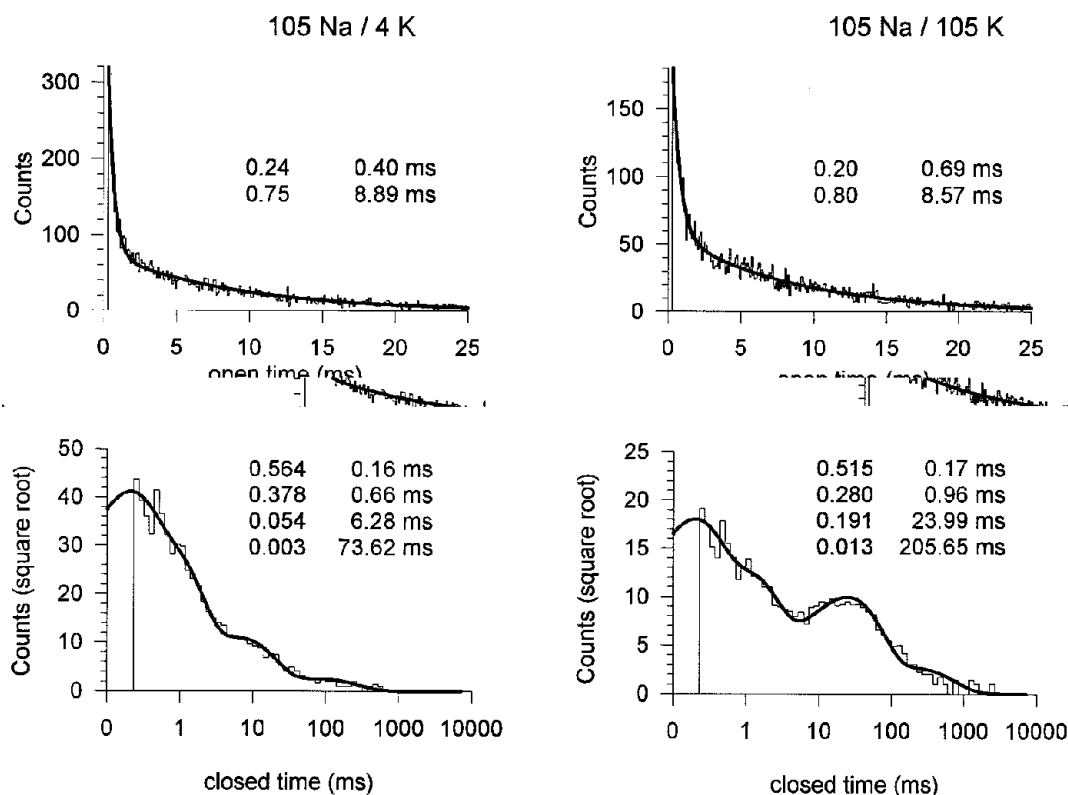 105 Na / 4 K
105 Na / 105 K
300
200
100
0
Counts
0.24 0.40 ms
0.75 8.89 ms
0 5 10 15 20 25
open time (ms)
150
100
50
0
Counts
0.20 0.69 ms
0.80 8.57 ms
0 5 10 15 20 25
open time (ms)
50
40
30
20
10
0
Counts (square root)
0.564 0.16 ms
0.378 0.66 ms
0.054 6.28 ms
0.003 73.62 ms
0 1 10 100 1000 10000
closed time (ms)
25
20
15
10
5
0
Counts (square root)
0.515 0.17 ms
0.280 0.96 ms
0.191 23.99 ms
0.013 205.65 ms
0 1 10 100 1000 10000
closed time (ms)